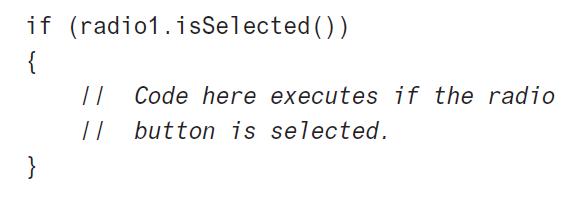 if (radio1.isSelected())
{
    //  Code here executes if the radio
    //  button is selected.
}